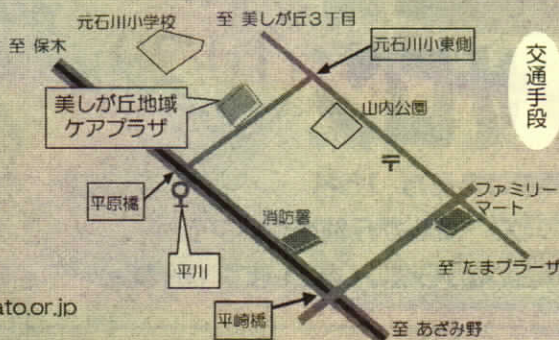 元石川小学校
至 美しが丘3丁目
至 保木
元石川小東側
交通手段
美しが丘地域
ケアプラザ
山内公園
〒
平原橋
消防署
ファミリー
マート
平川
至 たまプラーザ
ato.or.jp
平崎橋
至 あざみ野